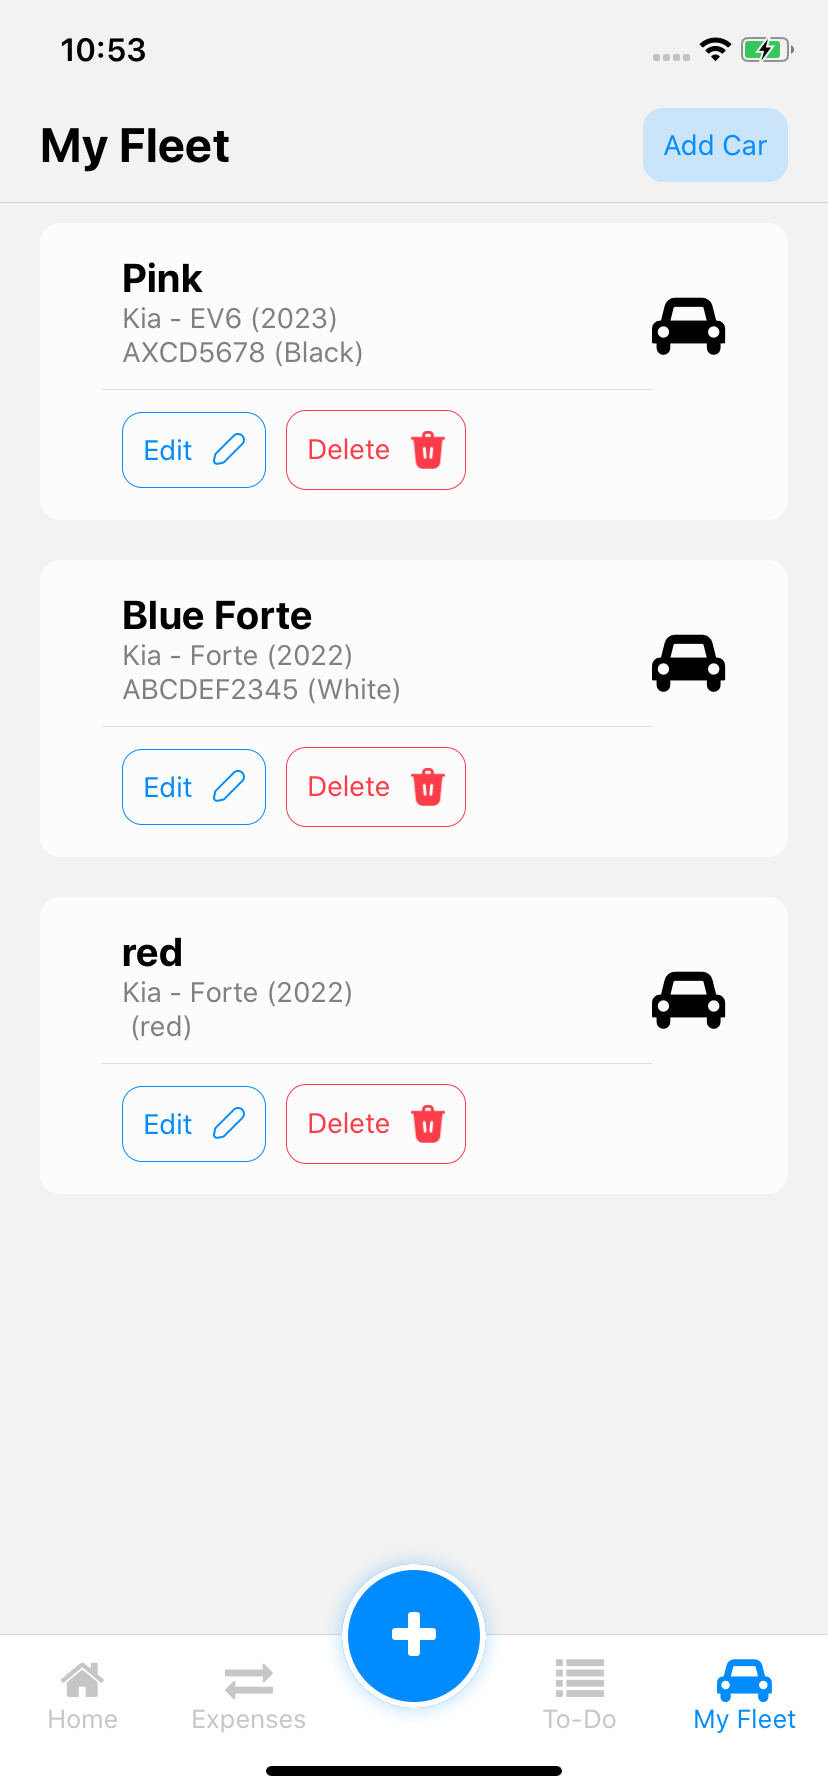 10:53
My Fleet
Add Car
Pink
Kia - EV6 (2023)
AXCD5678 (Black)
Edit
Delete
Blue Forte
Kia - Forte (2022)
ABCDEF2345 (White)
Edit
Delete
red
Kia - Forte (2022)
(red)
Edit
Delete
Home
Expenses
To-Do
My Fleet